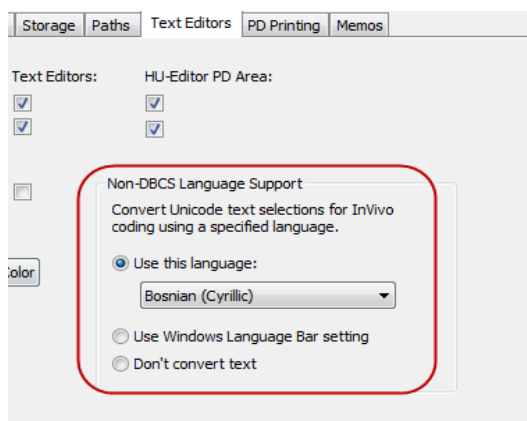 Storage Paths Text Editors PD Printing Memos
Text Editors: HU-Editor PD Area:
Non-DBCS Language Support
Convert Unicode text selections for InVivo
coding using a specified language.
Use this language:
Bosnian (Cyrillic)
Use Windows Language Bar setting
Don't convert text